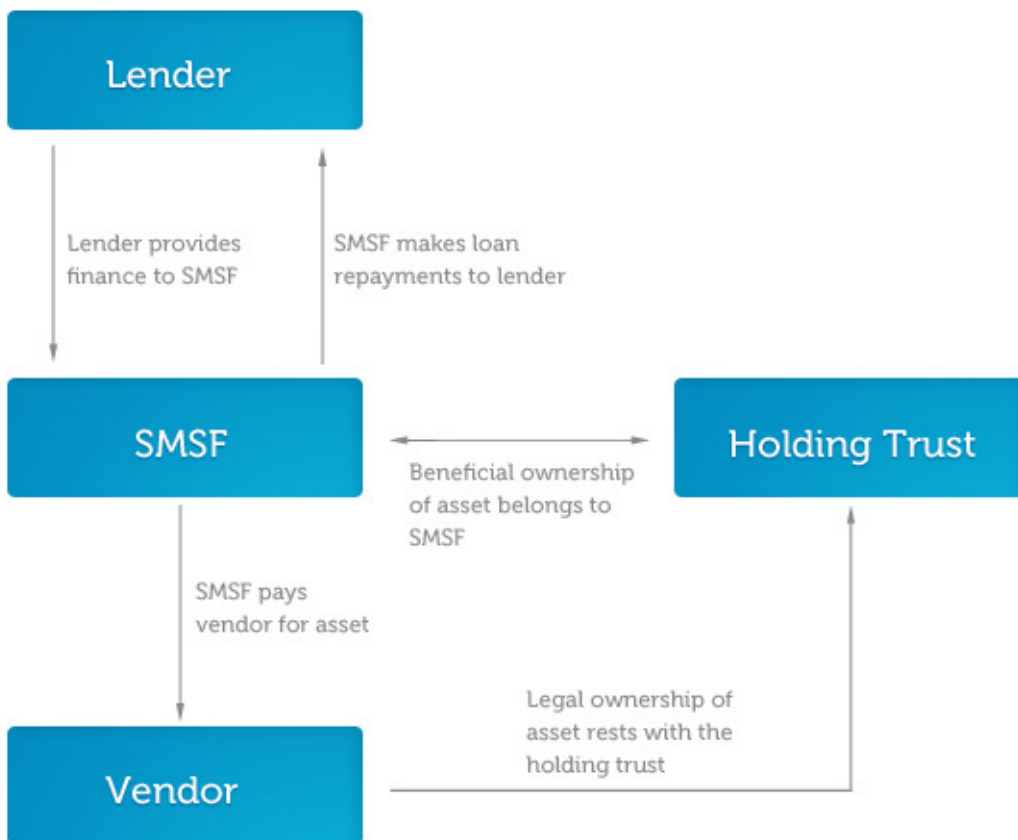 Lender
Lender provides
finance to SMSF
SMSF makes loan
repayments to lender
SMSF
Holding Trust
Beneficial ownership
of asset belongs to
SMSF
SMSF pays
vendor for asset
Legal ownership of
asset rests with the
holding trust
Vendor